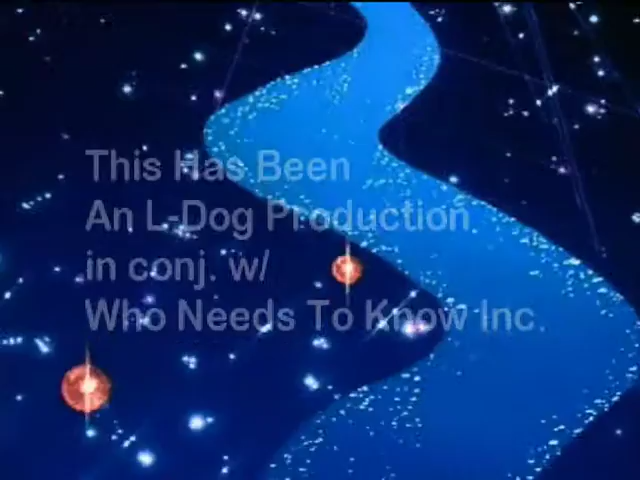 This Has Been
An L-Dog Production
in conj. w/
Who Needs To Know Inc.